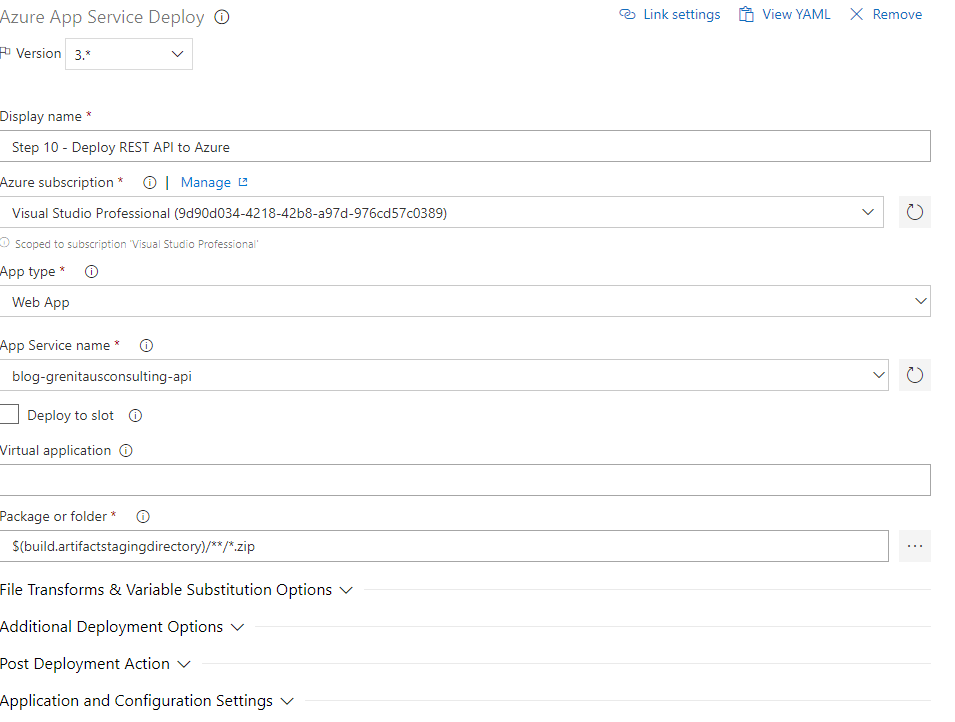 Azure App Service Deploy
Link settings View YAML Remove
Version 3.*
Display name *
Step 10 - Deploy REST API to Azure
Azure subscription * | Manage
Visual Studio Professional (9d90d034-4218-42b8-a97d-976cd57c0389)
Scoped to subscription 'Visual Studio Professional'
App type *
Web App
App Service name *
blog-grenitausconsulting-api
Deploy to slot
Virtual application
Package or folder *
$(build.artifactstagingdirectory)/**/*.zip
...
File Transforms & Variable Substitution Options
Additional Deployment Options
Post Deployment Action
Application and Configuration Settings